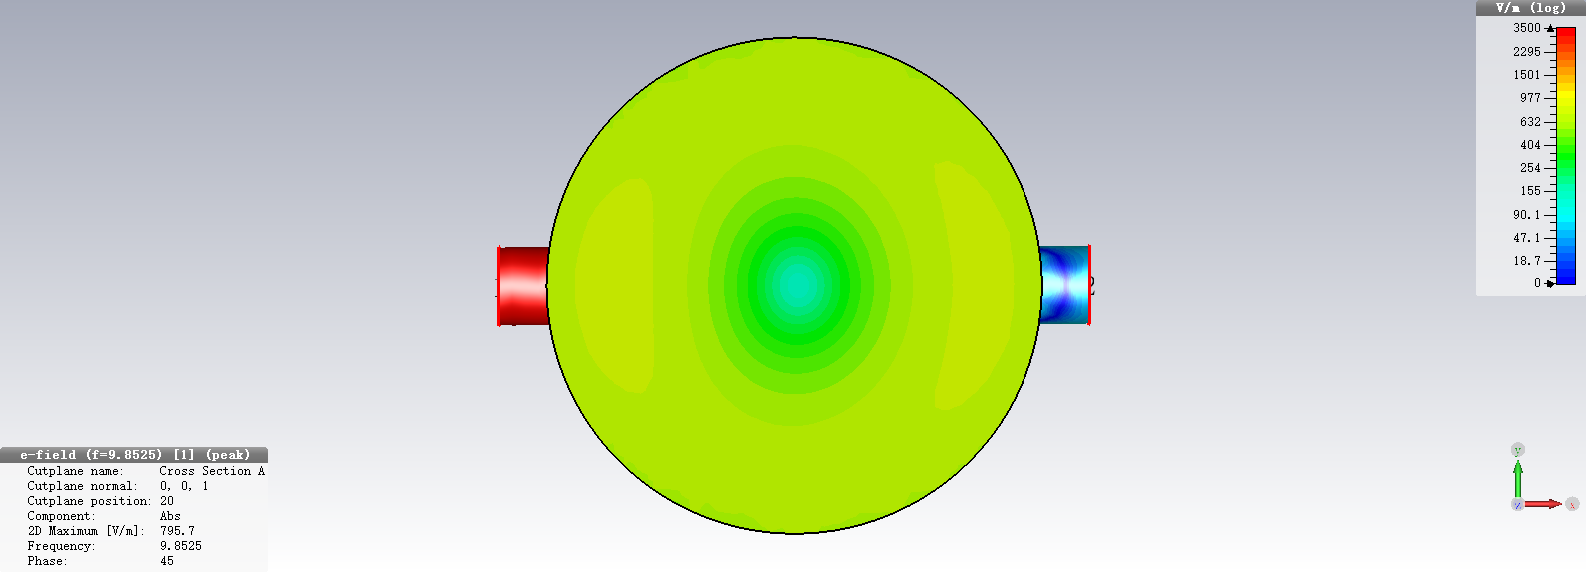 V/m (log)
3500
2295
1501
977
632
404
254
155
90.1
47.1
18.7
0
2
e-field (f=9.8525) [1] (peak)
Cutplane name: Cross Section A
Cutplane normal: 0, 0, 1
Cutplane position: 20
Component: Abs
2D Maximum [V/m]: 795.7
Frequency: 9.8525
Phase: 45
y
z
x